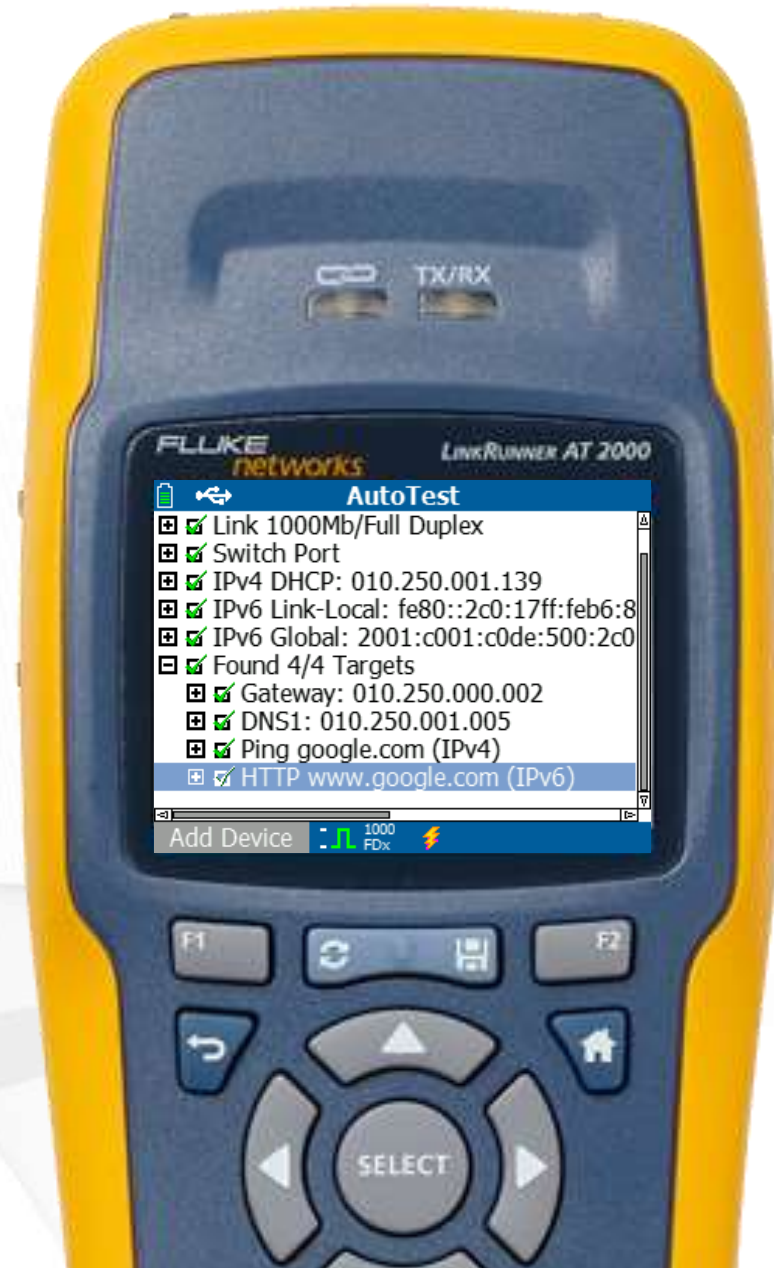 TX/RX
FLUKE
networks
LINKRUNNER AT 2000
AutoTest
Link 1000Mb/Full Duplex
Switch Port
IPv4 DHCP: 010.250.001.139
IPv6 Link-Local: fe80::2c0:17ff:feb6:8
IPv6 Global: 2001:c001:c0de:500:2c0
Found 4/4 Targets
Gateway: 010.250.000.002
DNS1: 010.250.001.005
Ping google.com (IPv4)
HTTP www.google.com (IPv6)
Add Device
1000
FDx
F1
F2
SELECT